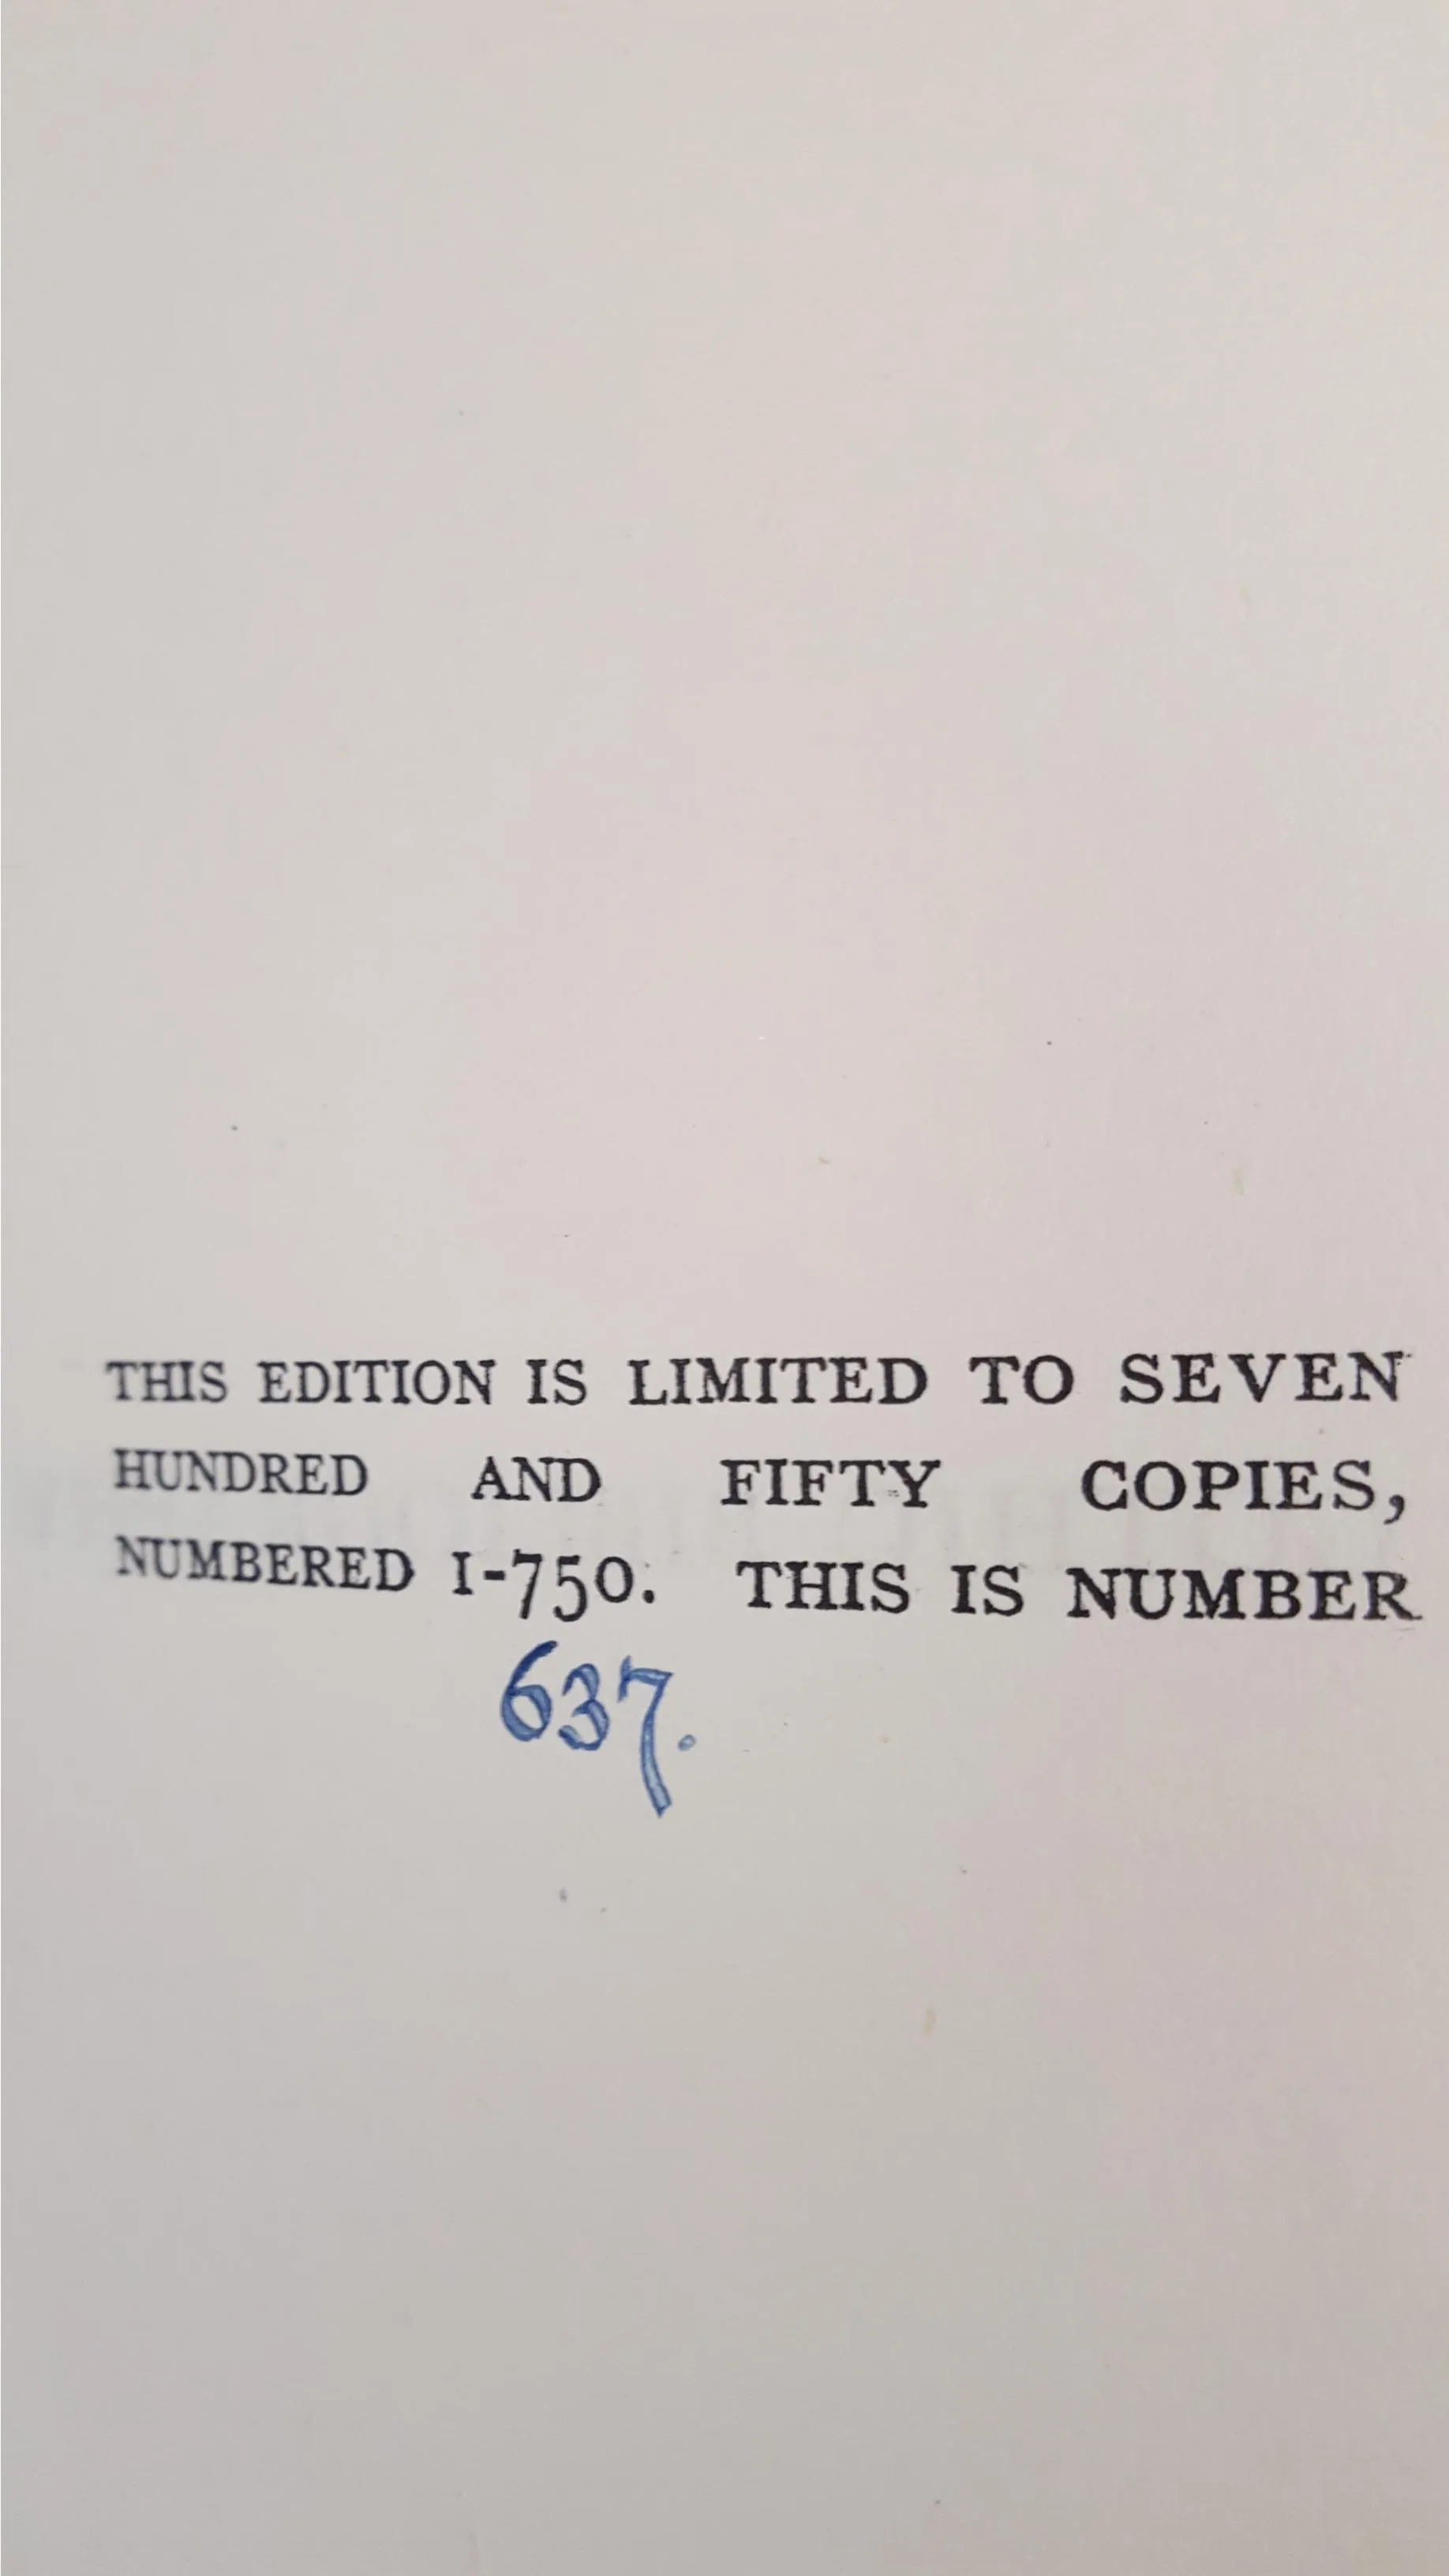 THIS EDITION IS LIMITED TO SEVEN
HUNDRED AND FIFTY COPIES,
NUMBERED 1-750. THIS IS NUMBER
637.